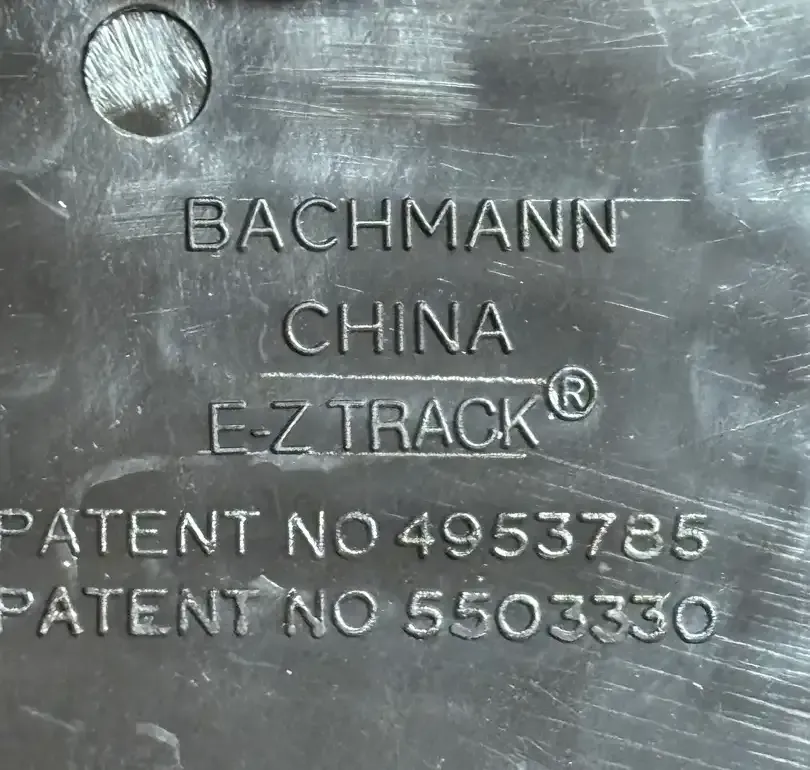 BACHMANN
CHINA
E-Z TRACK®
PATENT NO 4953785
PATENT NO 5503330